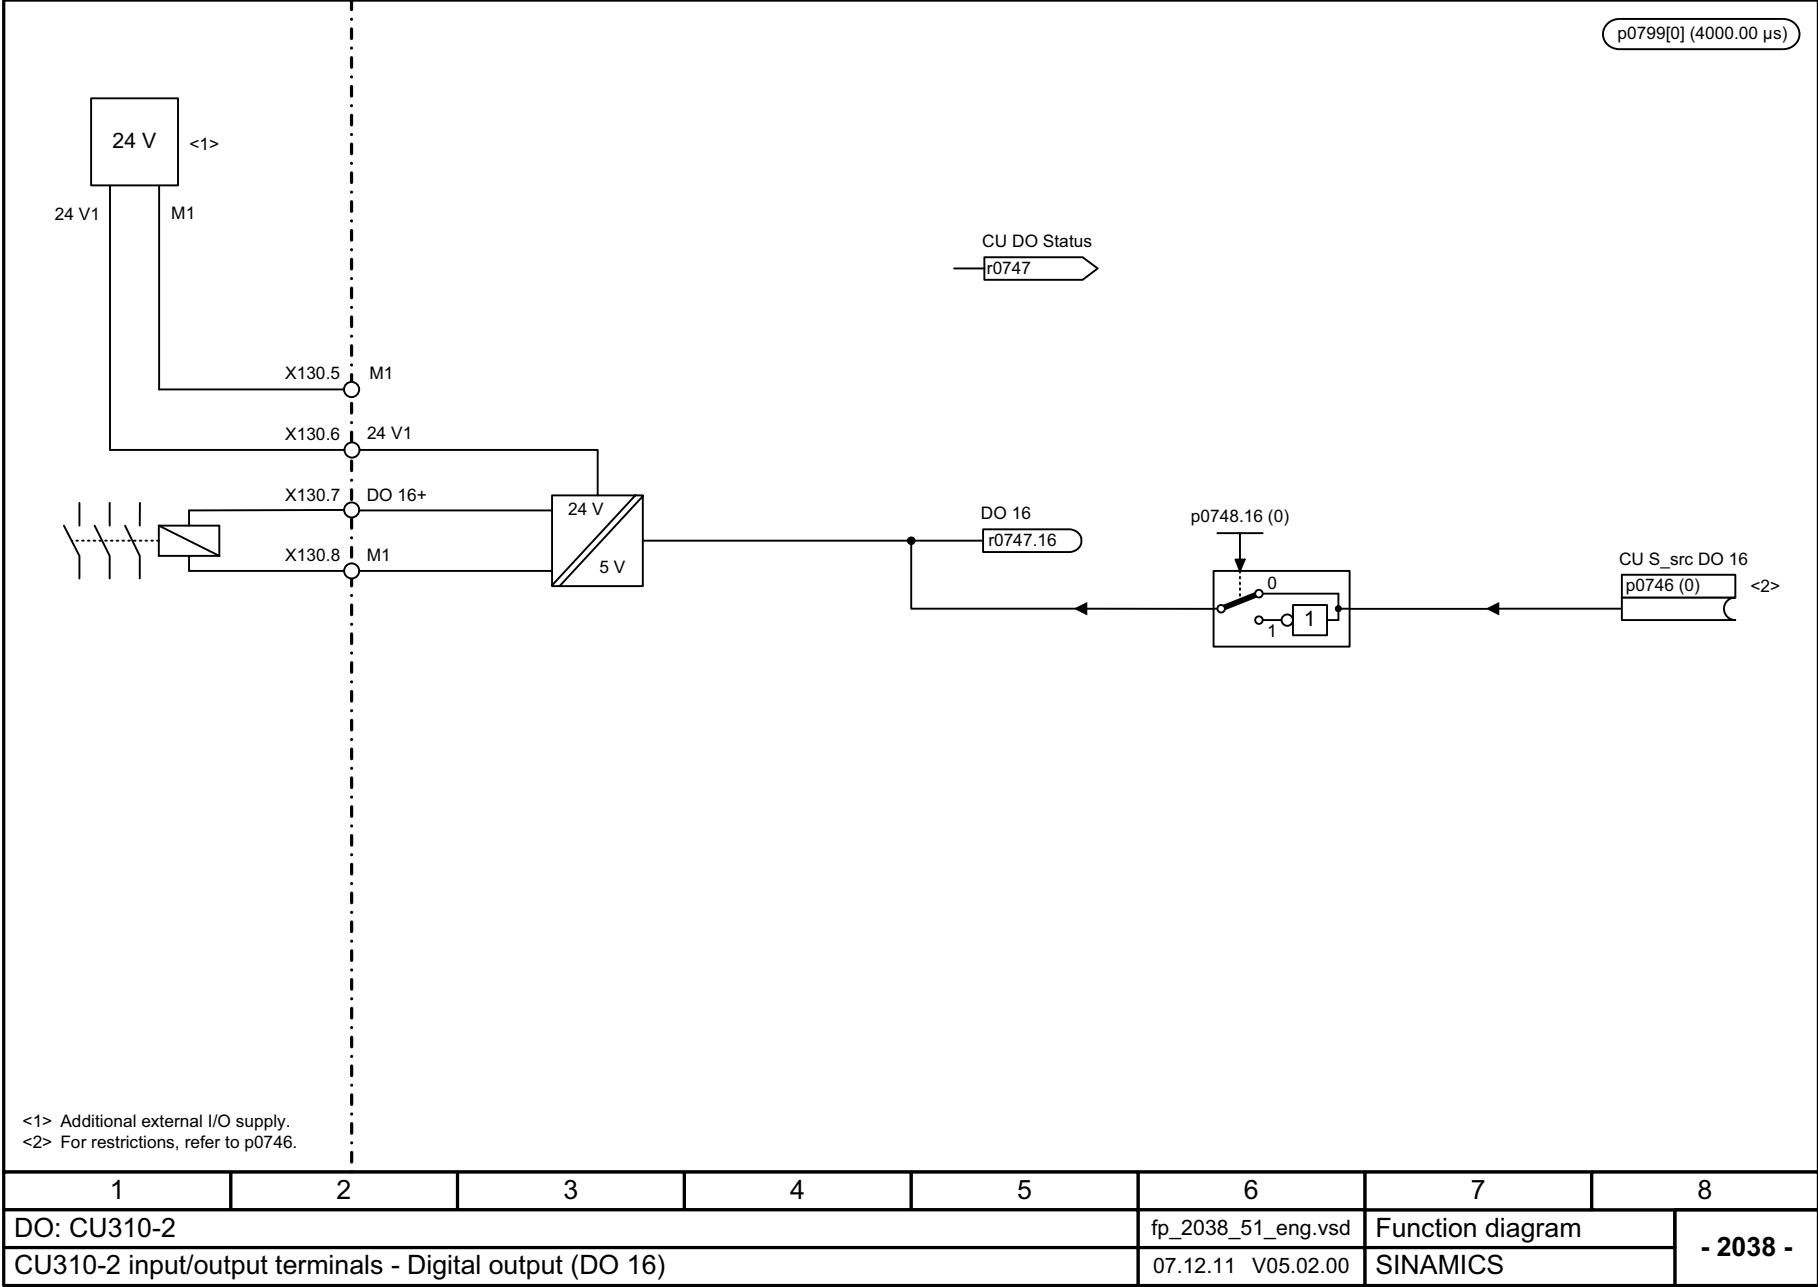 p0799[0] (4000.00 µs)
24 V
<1>
24 V1
M1
CU DO Status
r0747
X130.5
M1
X130.6
24 V1
X130.7
DO 16+
X130.8
M1
24 V
5 V
DO 16
r0747.16
p0748.16 (0)
0
1
1
CU S_src DO 16
p0746 (0)
<2>
<1> Additional external I/O supply.
<2> For restrictions, refer to p0746.
1 2 3 4 5 6 7 8
DO: CU310-2
fp_2038_51_eng.vsd
Function diagram
- 2038 -
CU310-2 input/output terminals - Digital output (DO 16)
07.12.11 V05.02.00
SINAMICS